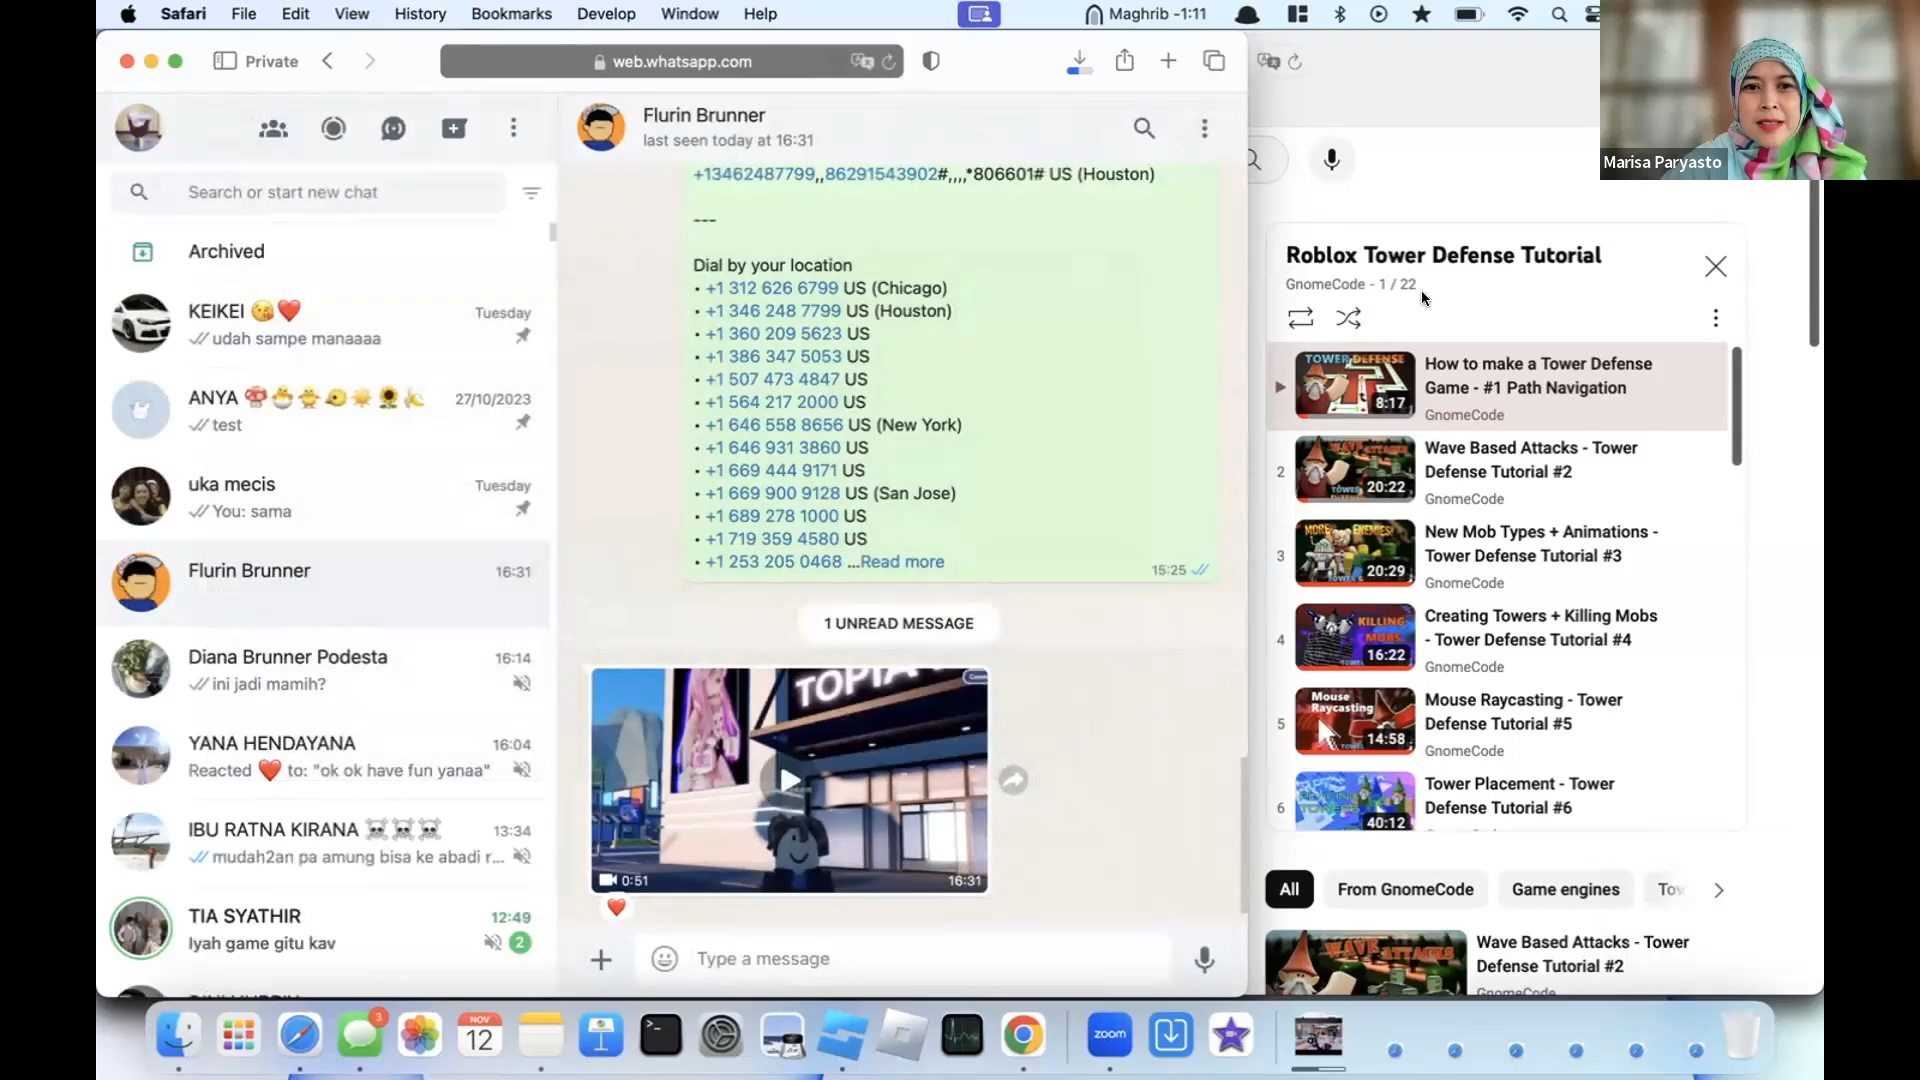 Safari File Edit View History Bookmarks Develop Window Help
Maghrib -1:11
Private
web.whatsapp.com
Marisa Paryasto
Search or start new chat
Archived
KEIKEI 😘❤️
Tuesday
udah sampe manaaaa
ANYA 🍄🐣🐥🐤☀️🌻🍌
27/10/2023
test
uka mecis
Tuesday
You: sama
Flurin Brunner
16:31
Diana Brunner Podesta
16:14
ini jadi mamih?
YANA HENDAYANA
16:04
Reacted ❤️ to: "ok ok have fun yanaa"
IBU RATNA KIRANA ☠️☠️☠️
13:34
mudah2an pa amung bisa ke abadi r...
TIA SYATHIR
12:49
Iyah game gitu kav
2
Flurin Brunner
last seen today at 16:31
+13462487799,,86291543902#,,,,*806601# US (Houston)
---
Dial by your location
• +1 312 626 6799 US (Chicago)
• +1 346 248 7799 US (Houston)
• +1 360 209 5623 US
• +1 386 347 5053 US
• +1 507 473 4847 US
• +1 564 217 2000 US
• +1 646 558 8656 US (New York)
• +1 646 931 3860 US
• +1 669 444 9171 US
• +1 669 900 9128 US (San Jose)
• +1 689 278 1000 US
• +1 719 359 4580 US
• +1 253 205 0468 ...Read more
15:25
1 UNREAD MESSAGE
0:51
16:31
Type a message
Roblox Tower Defense Tutorial
GnomeCode - 1 / 22
TOWER DEFENSE
8:17
How to make a Tower Defense
Game - #1 Path Navigation
GnomeCode
2
20:22
Wave Based Attacks - Tower
Defense Tutorial #2
GnomeCode
3
MORE ENEMIES!
20:29
New Mob Types + Animations -
Tower Defense Tutorial #3
GnomeCode
4
KILLING
MOBS
16:22
Creating Towers + Killing Mobs
- Tower Defense Tutorial #4
GnomeCode
5
Mouse
Raycasting
14:58
Mouse Raycasting - Tower
Defense Tutorial #5
GnomeCode
6
40:12
Tower Placement - Tower
Defense Tutorial #6
All
From GnomeCode
Game engines
WAVE ATTACKS
Wave Based Attacks - Tower
Defense Tutorial #2
GnomeCode
3
NOV
12
zoom